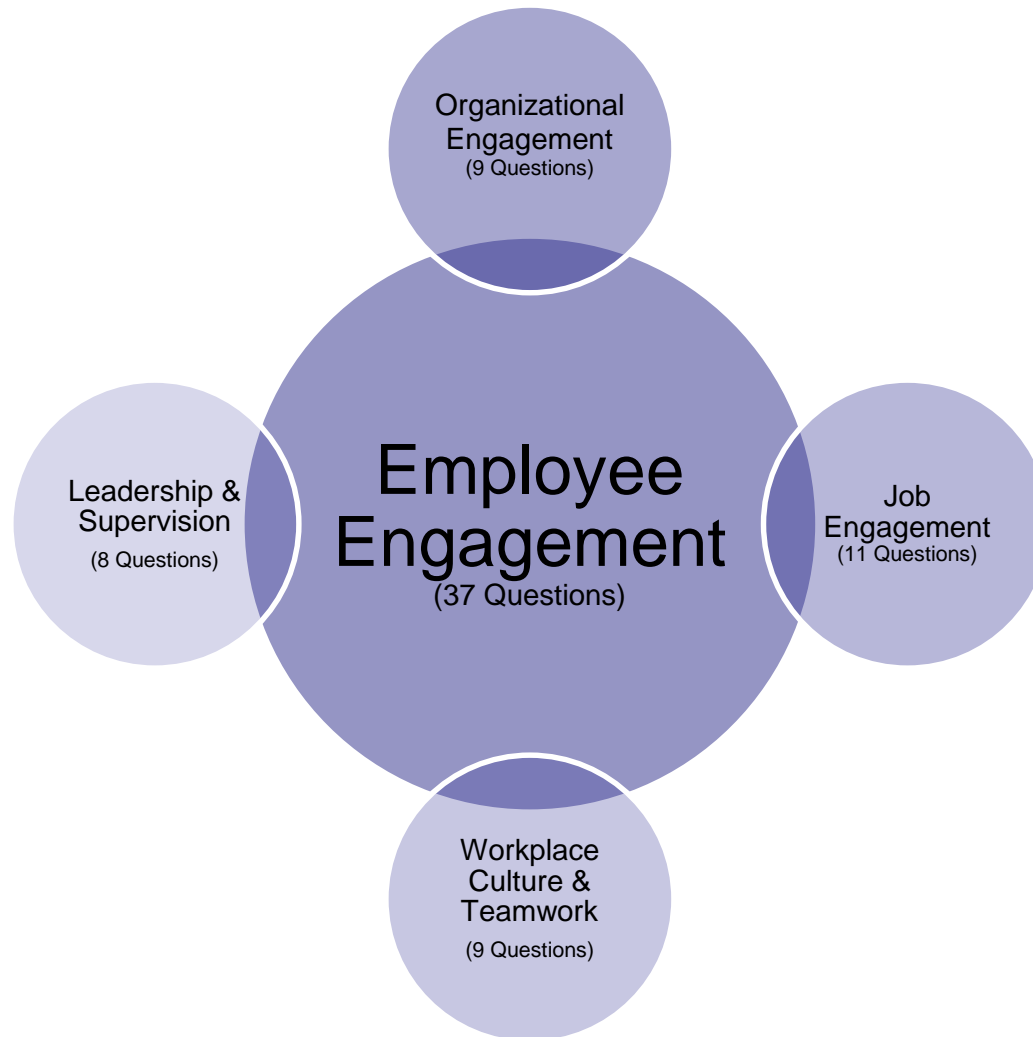 Organizational
Engagement
(9 Questions)
Leadership &
Supervision
(8 Questions)
Employee
Engagement
(37 Questions)
Job
Engagement
(11 Questions)
Workplace
Culture &
Teamwork
(9 Questions)